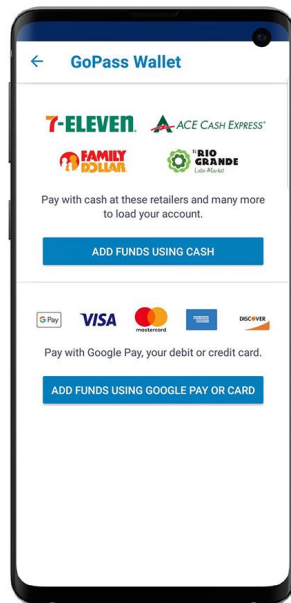 GoPass Wallet
7-ELEVEN. ACE CASH EXPRESS®
FAMILY DOLLAR El RIO GRANDE Latin Market
Pay with cash at these retailers and many more
to load your account.
ADD FUNDS USING CASH
G Pay VISA mastercard DISCOVER
Pay with Google Pay, your debit or credit card.
ADD FUNDS USING GOOGLE PAY OR CARD